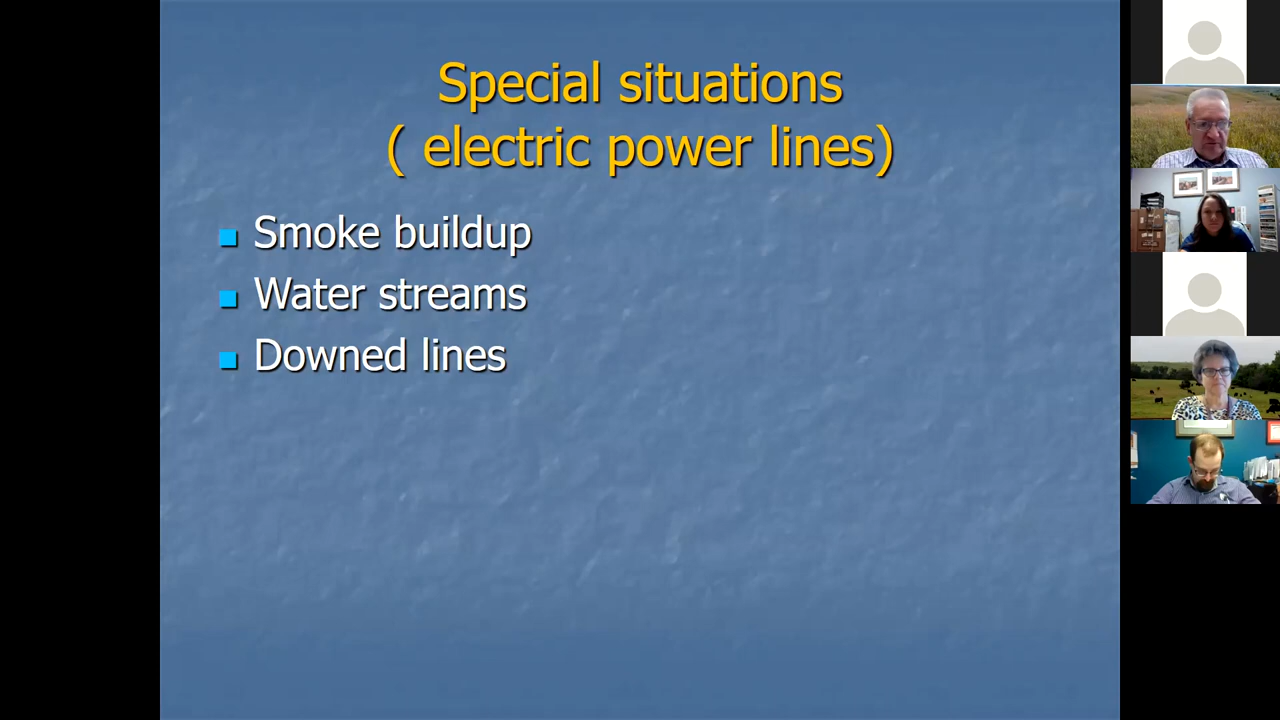 Special situations
( electric power lines)
Smoke buildup
Water streams
Downed lines